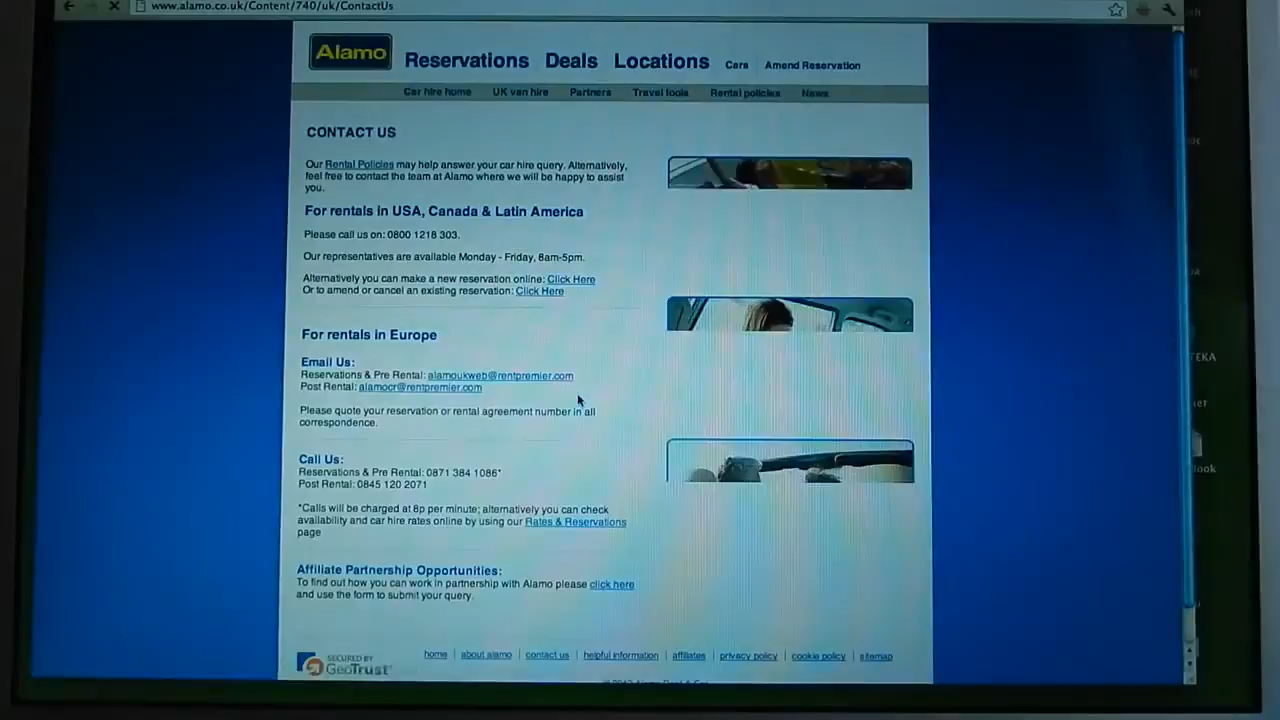 www.alamo.co.uk/Content/740/uk/ContactUs
Alamo
Reservations Deals Locations Cars Amend Reservation
Car hire home UK van hire Partners Travel tools Rental policies News
CONTACT US
Our Rental Policies may help answer your car hire query. Alternatively,
feel free to contact the team at Alamo where we will be happy to assist
you.
For rentals in USA, Canada & Latin America
Please call us on: 0800 1218 303.
Our representatives are available Monday - Friday, 8am-5pm.
Alternatively you can make a new reservation online: Click Here
Or to amend or cancel an existing reservation: Click Here
For rentals in Europe
Email Us:
Reservations & Pre Rental: alamoukweb@rentpremier.com
Post Rental: alamocr@rentpremier.com
Please quote your reservation or rental agreement number in all
correspondence.
Call Us:
Reservations & Pre Rental: 0871 384 1086*
Post Rental: 0845 120 2071
*Calls will be charged at 8p per minute; alternatively you can check
availability and car hire rates online by using our Rates & Reservations
page
Affiliate Partnership Opportunities:
To find out how you can work in partnership with Alamo please click here
and use the form to submit your query.
SECURED BY
GeoTrust
home | about alamo | contact us | helpful information | affiliates | privacy policy | cookie policy | sitemap